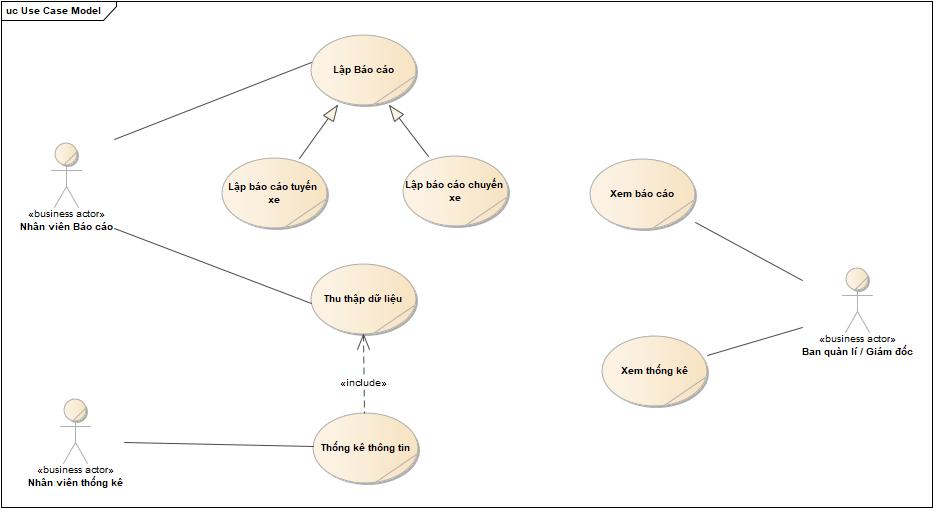 uc Use Case Model
Lập Báo cáo
Lập báo cáo tuyến
xe
Lập báo cáo chuyến
xe
Xem báo cáo
«business actor»
Nhân viên Báo cáo
Thu thập dữ liệu
«business actor»
Ban quản lí / Giám đốc
Xem thống kê
«include»
Thống kê thông tin
«business actor»
Nhân viên thống kê